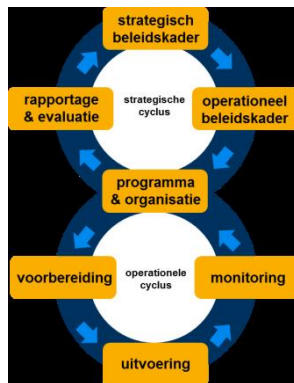 strategisch
beleidskader
rapportage
& evaluatie
strategische
cyclus
operationeel
beleidskader
programma
& organisatie
voorbereiding
operationele
cyclus
monitoring
uitvoering